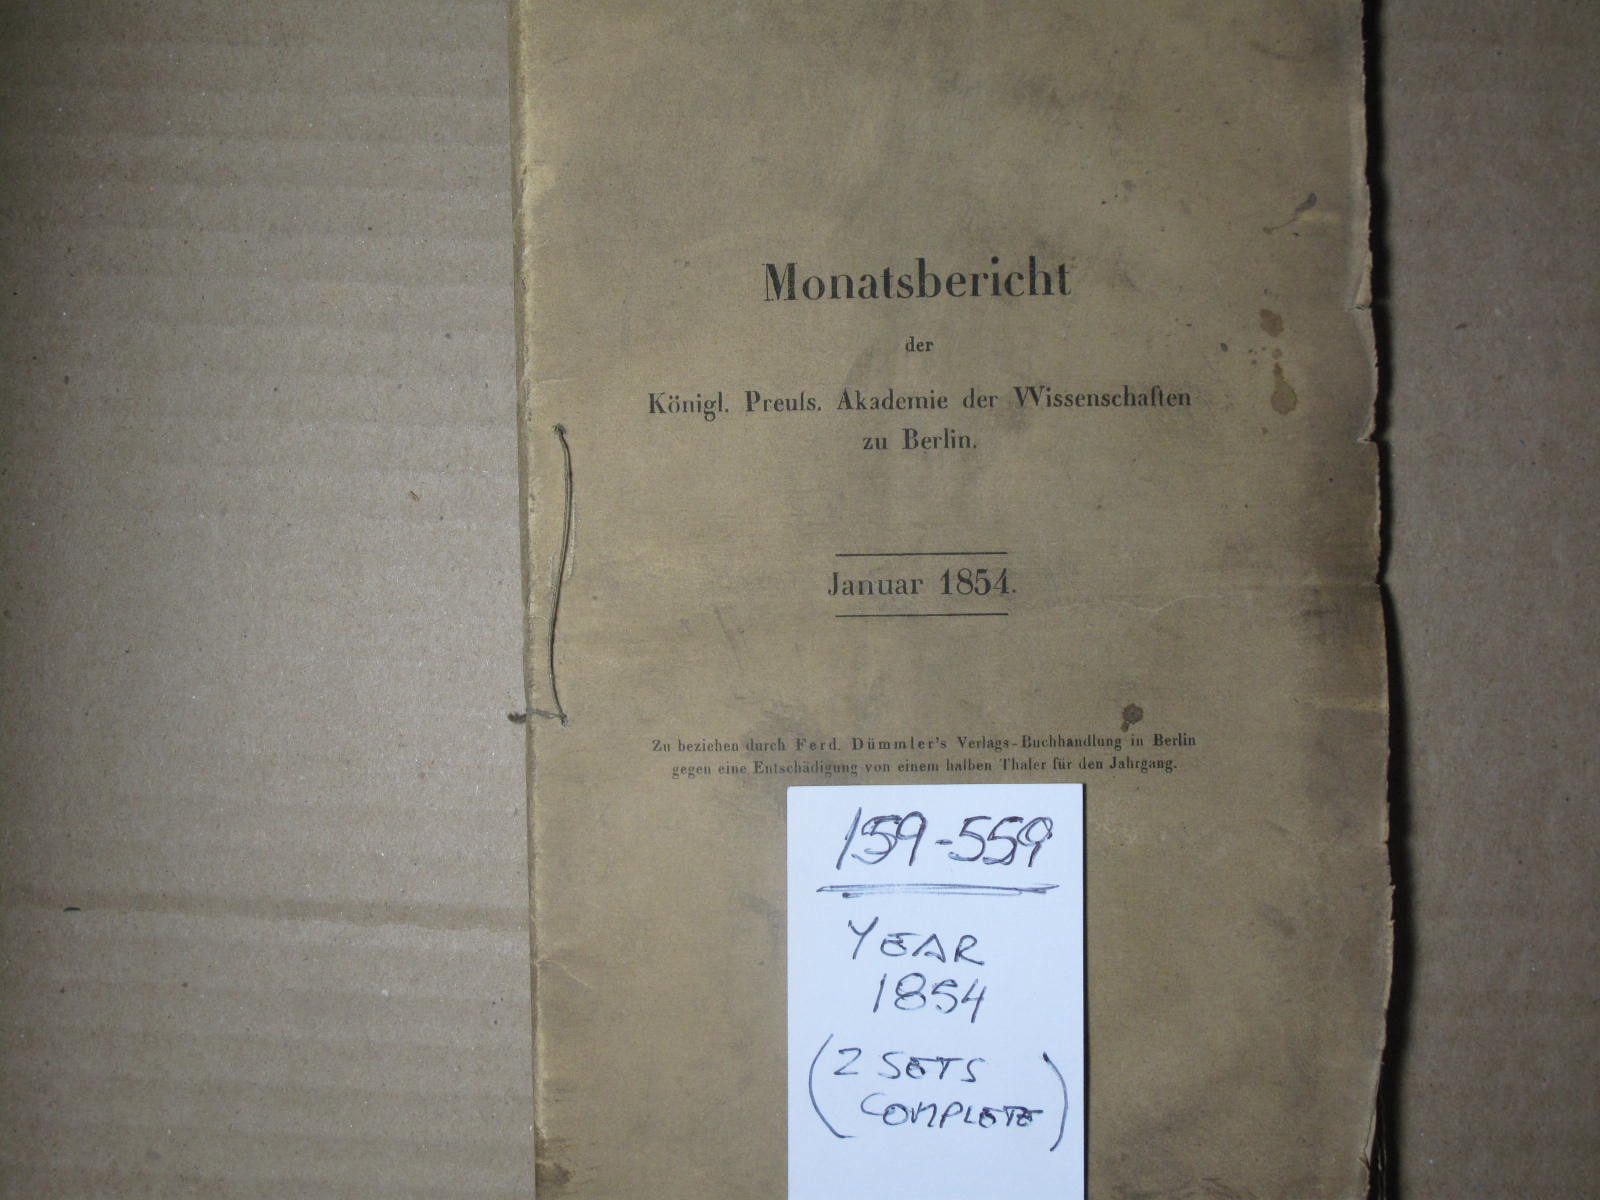 Monatsbericht
der
Königl. Preuſs. Akademie der Wissenschaften
zu Berlin.
Januar 1854.
Zu beziehen durch Ferd. Dümmler's Verlags-Buchhandlung in Berlin
gegen eine Entschädigung von einem halben Thaler für den Jahrgang.
159-559
YEAR
1854
(2 SETS
COMPLETE)